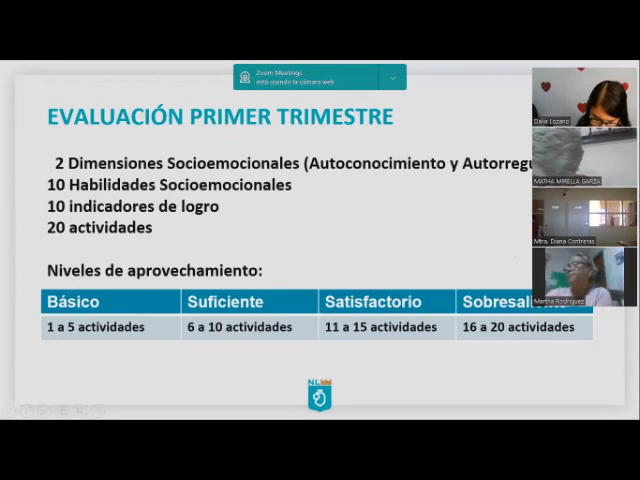 Zoom Meetings
está usando la cámara web
EVALUACIÓN PRIMER TRIMESTRE
2 Dimensiones Socioemocionales (Autoconocimiento y Autorregu
10 Habilidades Socioemocionales
10 indicadores de logro
20 actividades
Niveles de aprovechamiento:
Básico Suficiente Satisfactorio Sobresaliente
1 a 5 actividades 6 a 10 actividades 11 a 15 actividades 16 a 20 actividades
NL
Dalia Lozano
MATHA MIRELLA GARZA
Mtra. Diana Contreras
Martha Rodriguez